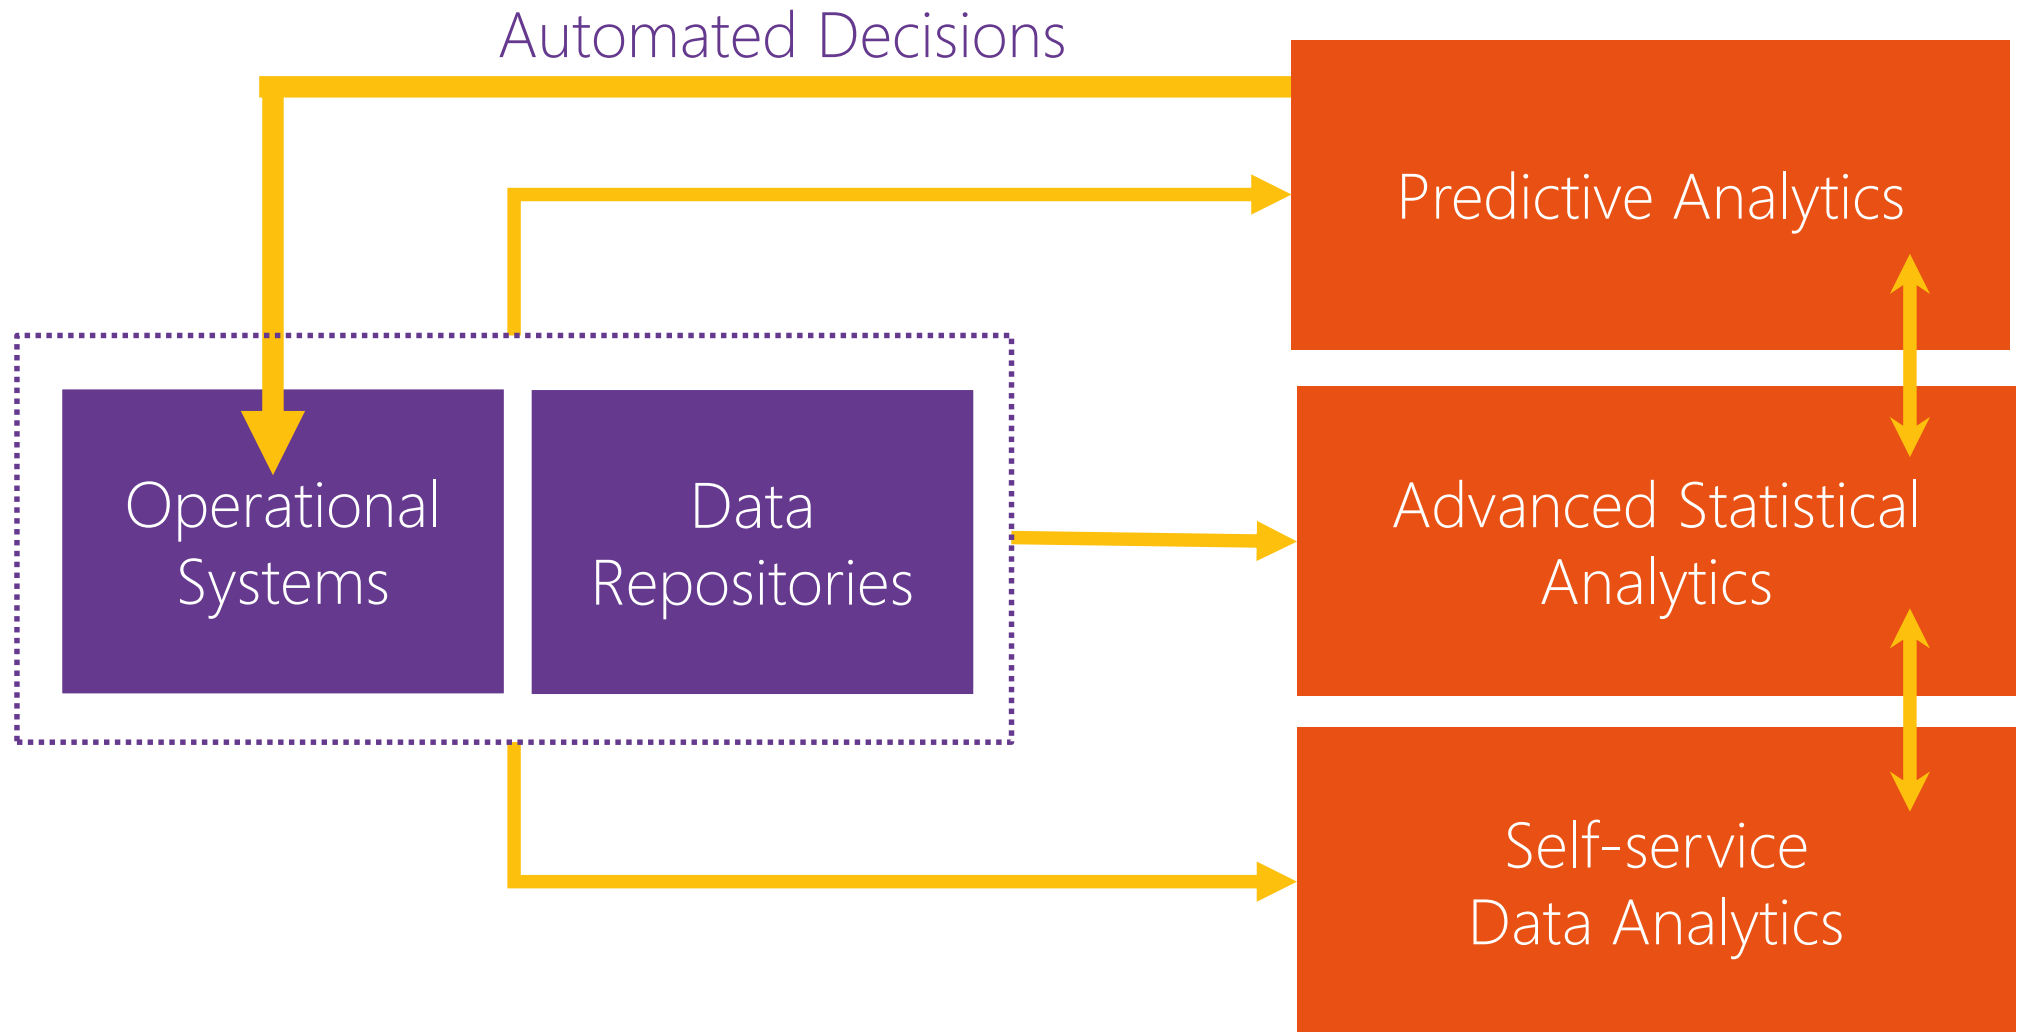 Automated Decisions
Predictive Analytics
Operational
Systems
Data
Repositories
Advanced Statistical
Analytics
Self-service
Data Analytics